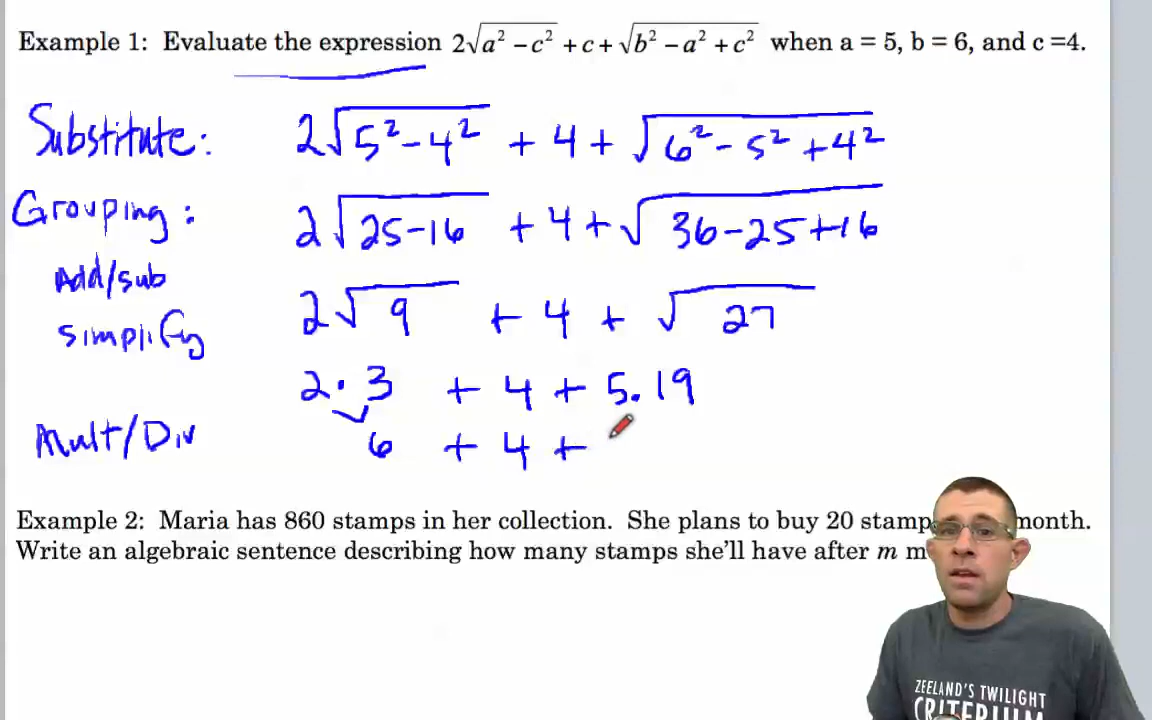 Example 1: Evaluate the expression 2√a² − c² + c + √b² − a² + c² when a = 5, b = 6, and c =4.
Substitute: 2√5² − 4² + 4 + √6² − 5² + 4²
Grouping: 2√25−16 + 4 + √36−25+16
Add/sub
simplify 2√9 + 4 + √27
2 · 3 + 4 + 5.19
Mult/Div 6 + 4 +
Example 2: Maria has 860 stamps in her collection. She plans to buy 20 month.
Write an algebraic sentence describing how many stamps she'll have after m
ZEELAND'S TWILIGHT
CRITERIUM